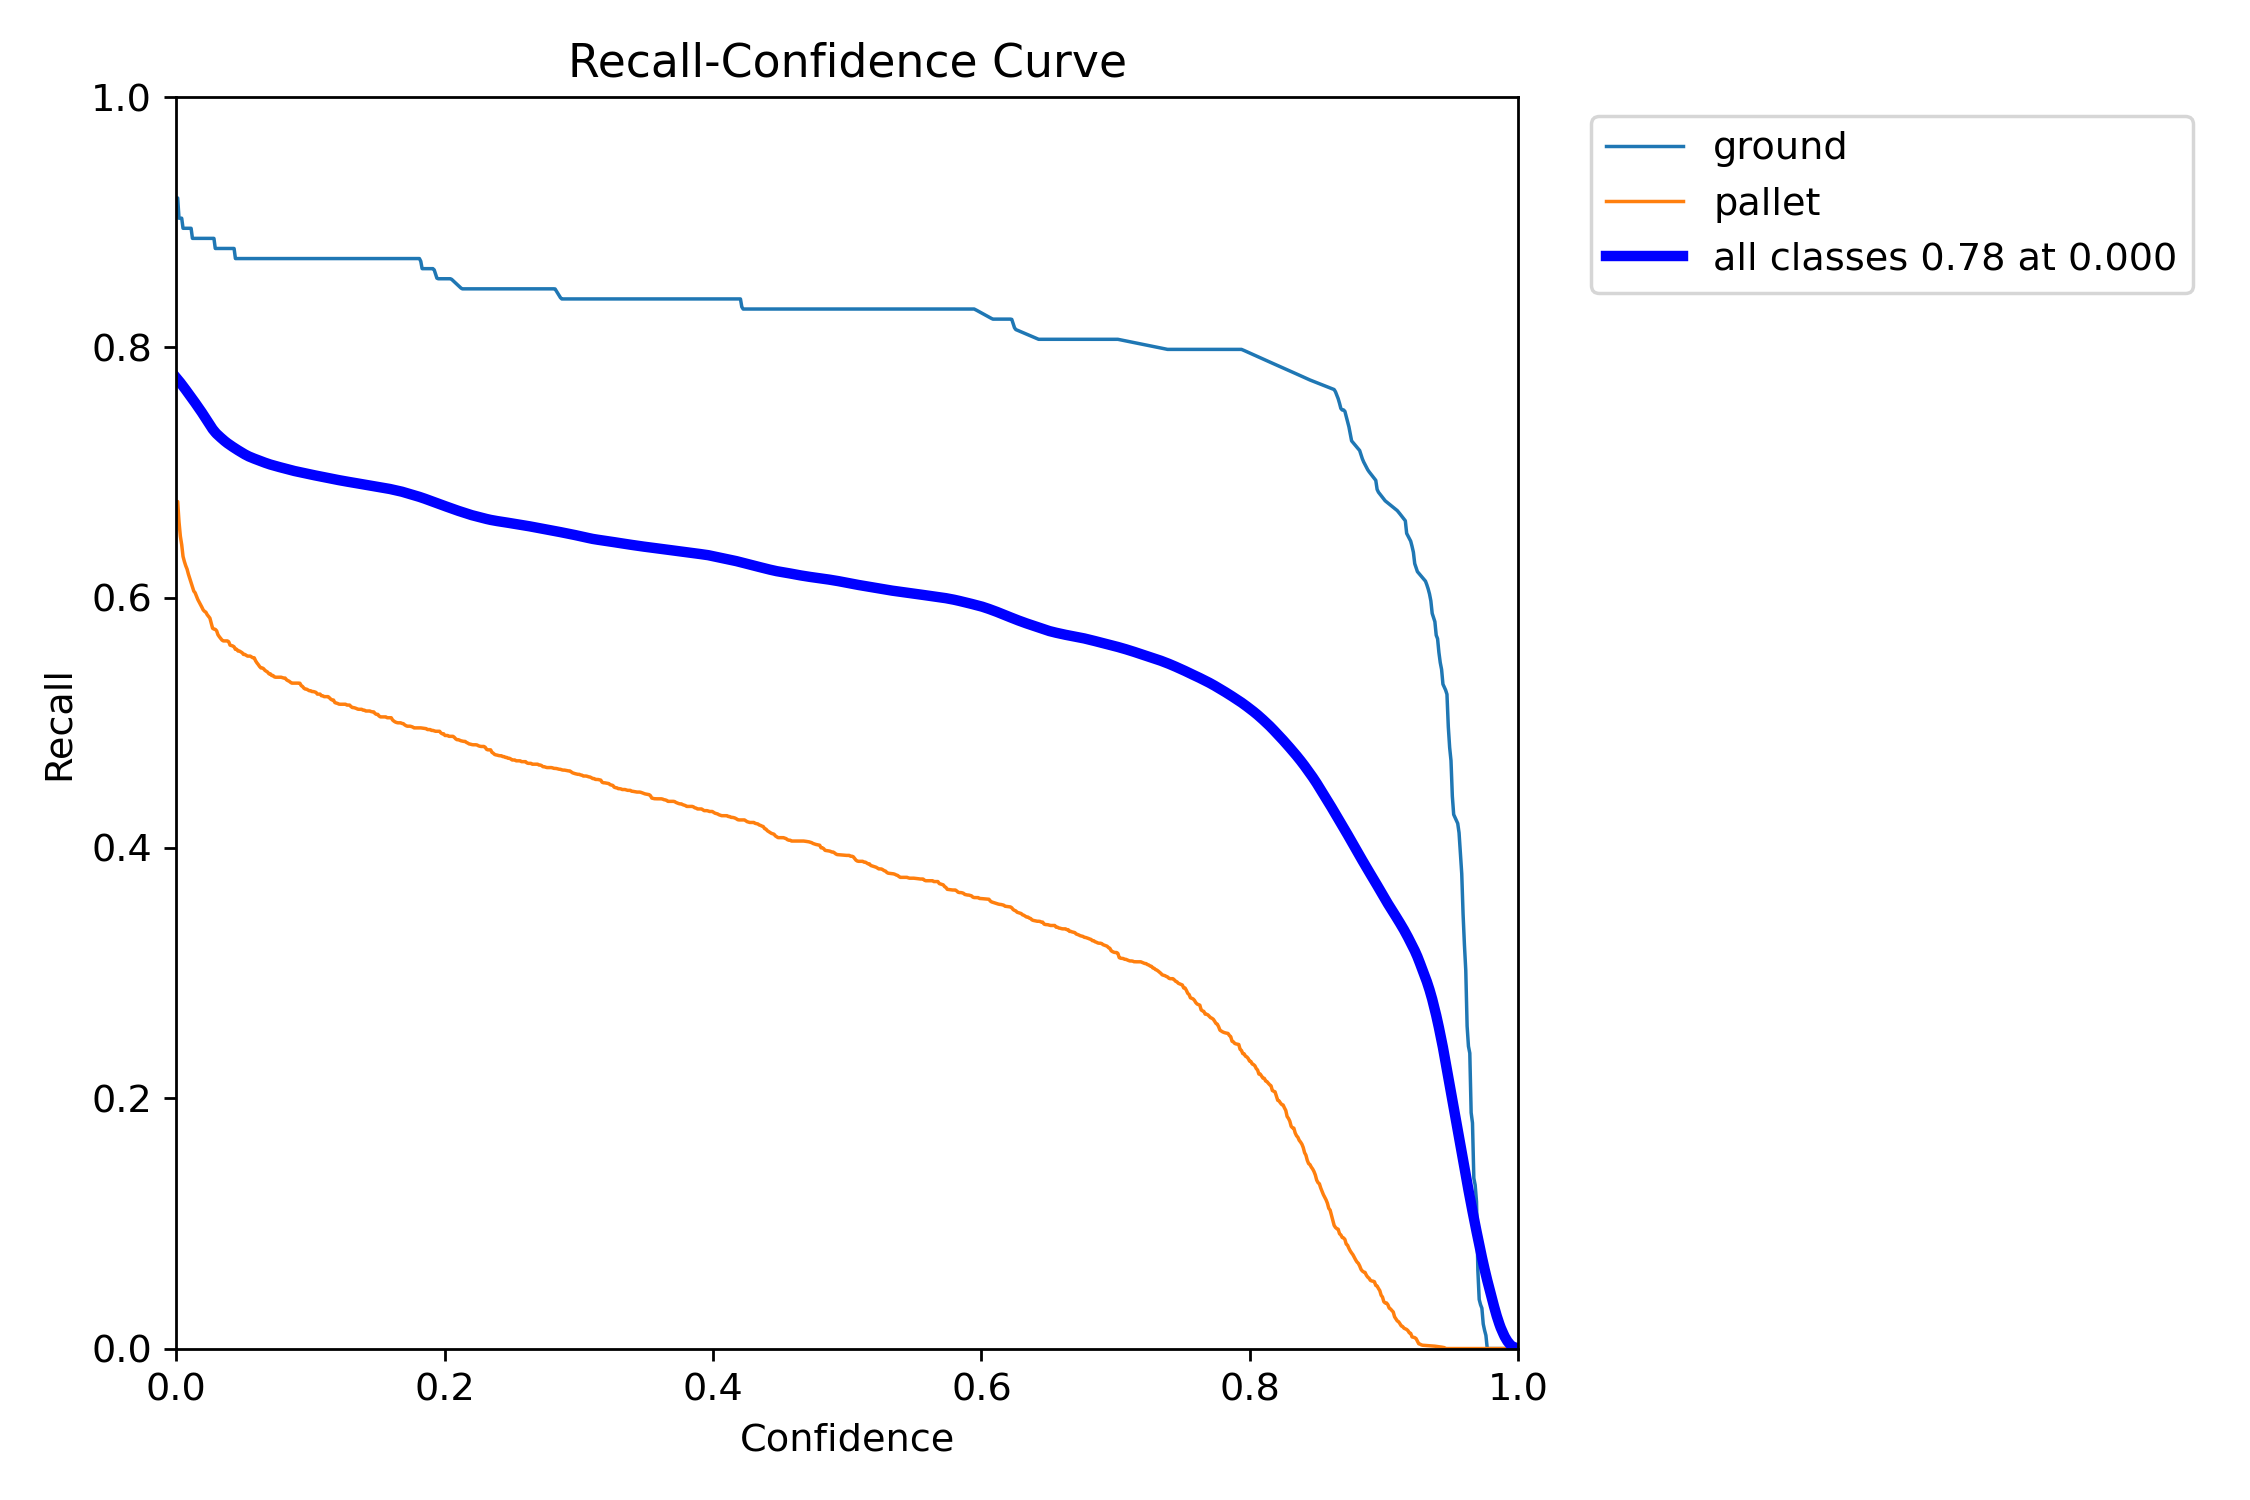 Recall-Confidence Curve
1.0
0.8
0.6
0.4
0.2
0.0
Recall
0.0 0.2 0.4 0.6 0.8 1.0
Confidence
ground
pallet
all classes 0.78 at 0.000